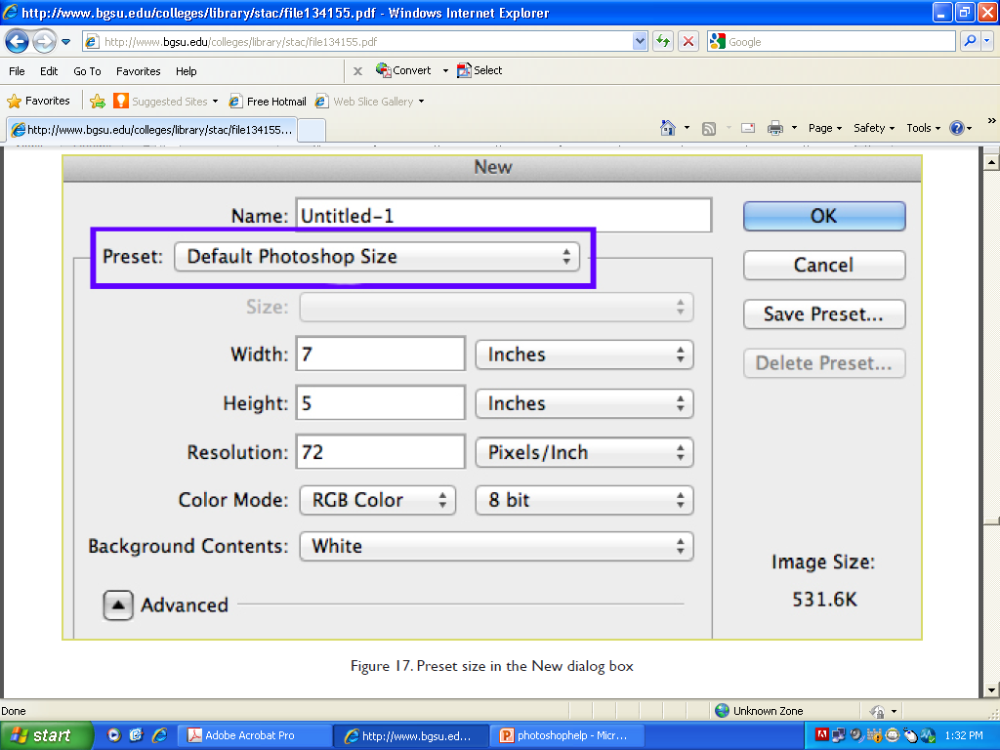 http://www.bgsu.edu/colleges/library/stac/file134155.pdf - Windows Internet Explorer
http://www.bgsu.edu/colleges/library/stac/file134155.pdf
Google
File Edit Go To Favorites Help
x Convert Select
Favorites Suggested Sites Free Hotmail Web Slice Gallery
http://www.bgsu.edu/colleges/library/stac/file134155...
Page Safety Tools »
New
Name: Untitled-1
OK
Preset: Default Photoshop Size
Cancel
Size:
Save Preset...
Width: 7 Inches
Delete Preset...
Height: 5 Inches
Resolution: 72 Pixels/Inch
Color Mode: RGB Color 8 bit
Background Contents: White
Image Size:
531.6K
Advanced
Figure 17. Preset size in the New dialog box
Done
Unknown Zone
start
Adobe Acrobat Pro
http://www.bgsu.ed...
photoshophelp - Micr...
1:32 PM